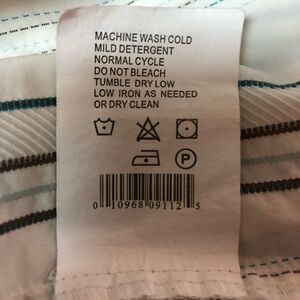 MACHINE WASH COLD
MILD DETERGENT
NORMAL CYCLE
DO NOT BLEACH
TUMBLE DRY LOW
LOW IRON AS NEEDED
OR DRY CLEAN
P
0 10968 09112 5